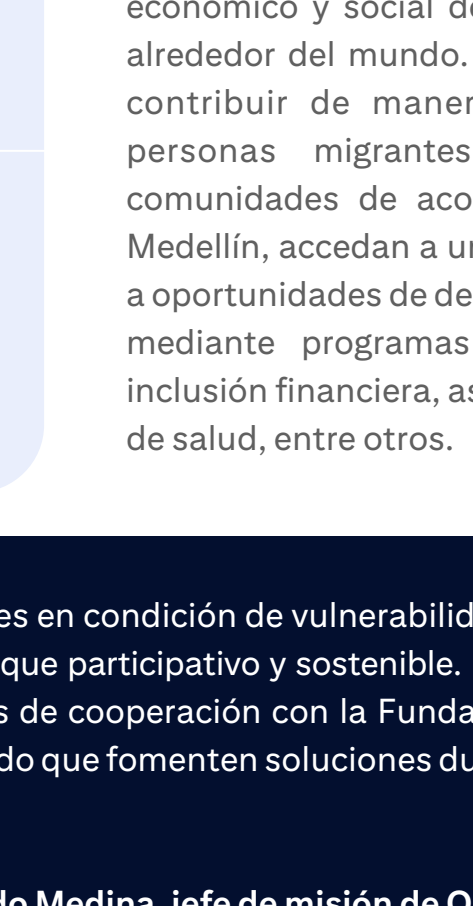 económico y social de
alrededor del mundo.
contribuir de maner
personas migrantes
comunidades de aco
Medellín, accedan a un
a oportunidades de de
mediante programas
inclusión financiera, as
de salud, entre otros.
es en condición de vulnerabilid
que participativo y sostenible.
s de cooperación con la Funda
do que fomenten soluciones du
do Medina, jefe de misión de O